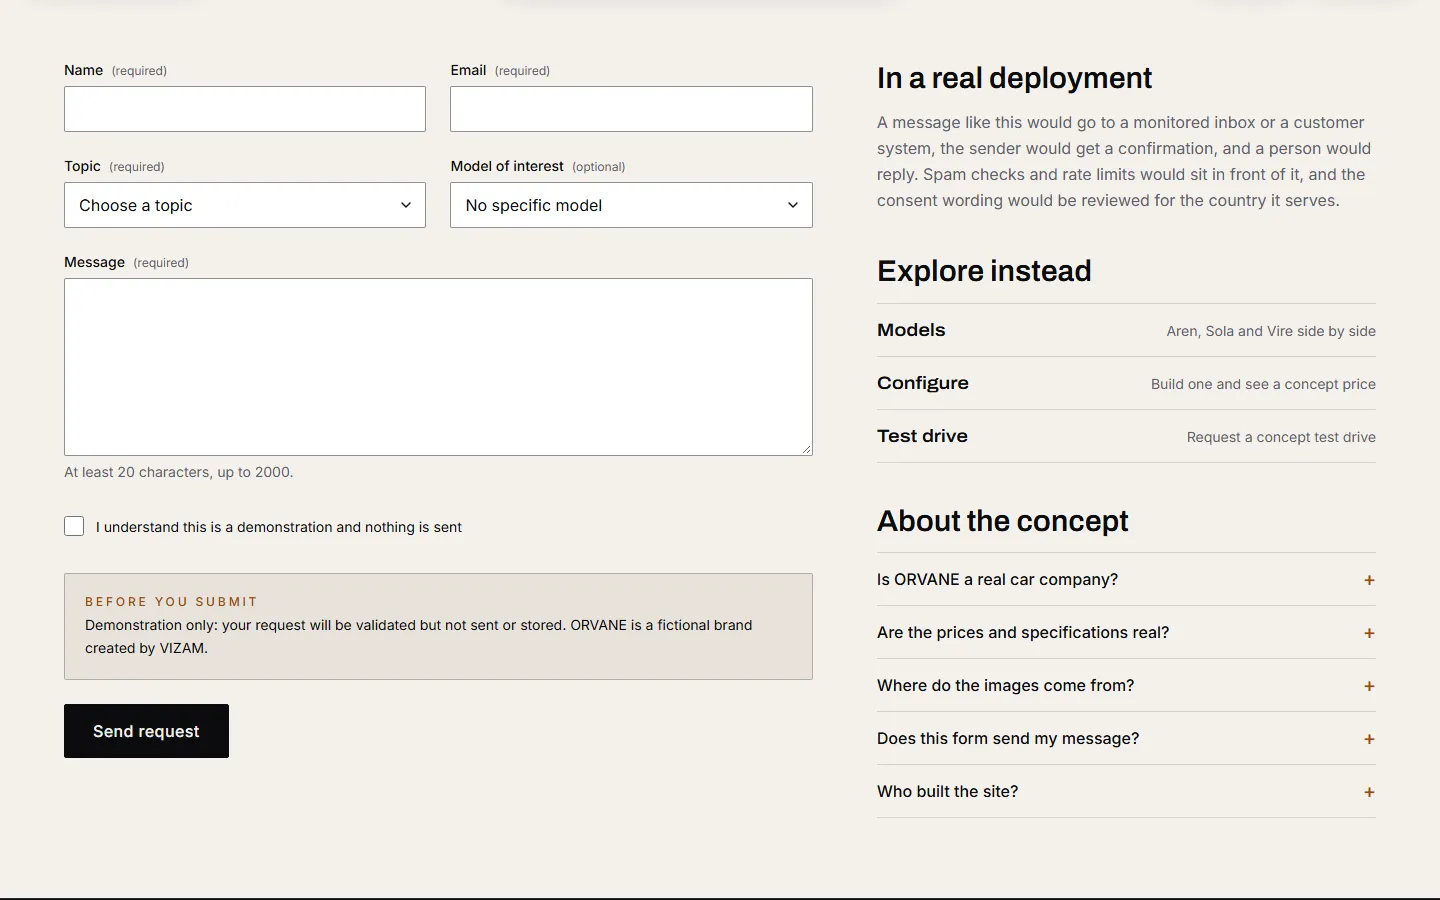 Name (required)
Email (required)
Topic (required)
Choose a topic
Model of interest (optional)
No specific model
Message (required)
At least 20 characters, up to 2000.
I understand this is a demonstration and nothing is sent
BEFORE YOU SUBMIT
Demonstration only: your request will be validated but not sent or stored. ORVANE is a fictional brand
created by VIZAM.
Send request
In a real deployment
A message like this would go to a monitored inbox or a customer
system, the sender would get a confirmation, and a person would
reply. Spam checks and rate limits would sit in front of it, and the
consent wording would be reviewed for the country it serves.
Explore instead
Models Aren, Sola and Vire side by side
Configure Build one and see a concept price
Test drive Request a concept test drive
About the concept
Is ORVANE a real car company? +
Are the prices and specifications real? +
Where do the images come from? +
Does this form send my message? +
Who built the site? +